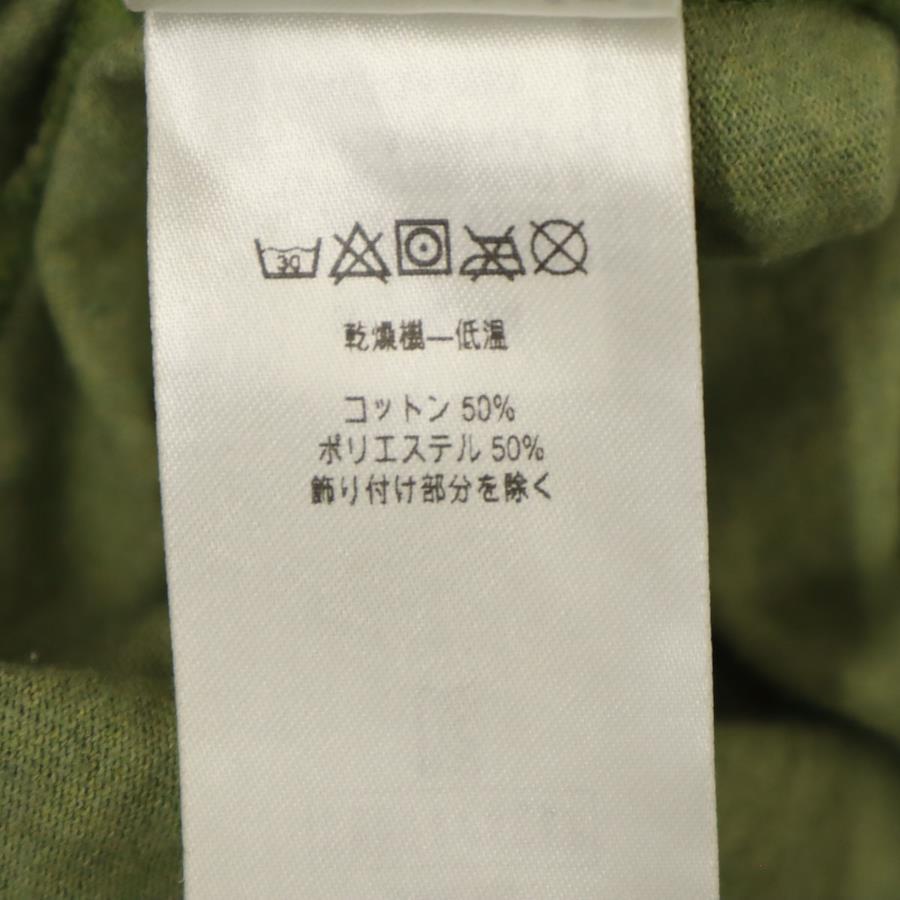 30
乾燥機—低温
コットン 50%
ポリエステル 50%
飾り付け部分を除く